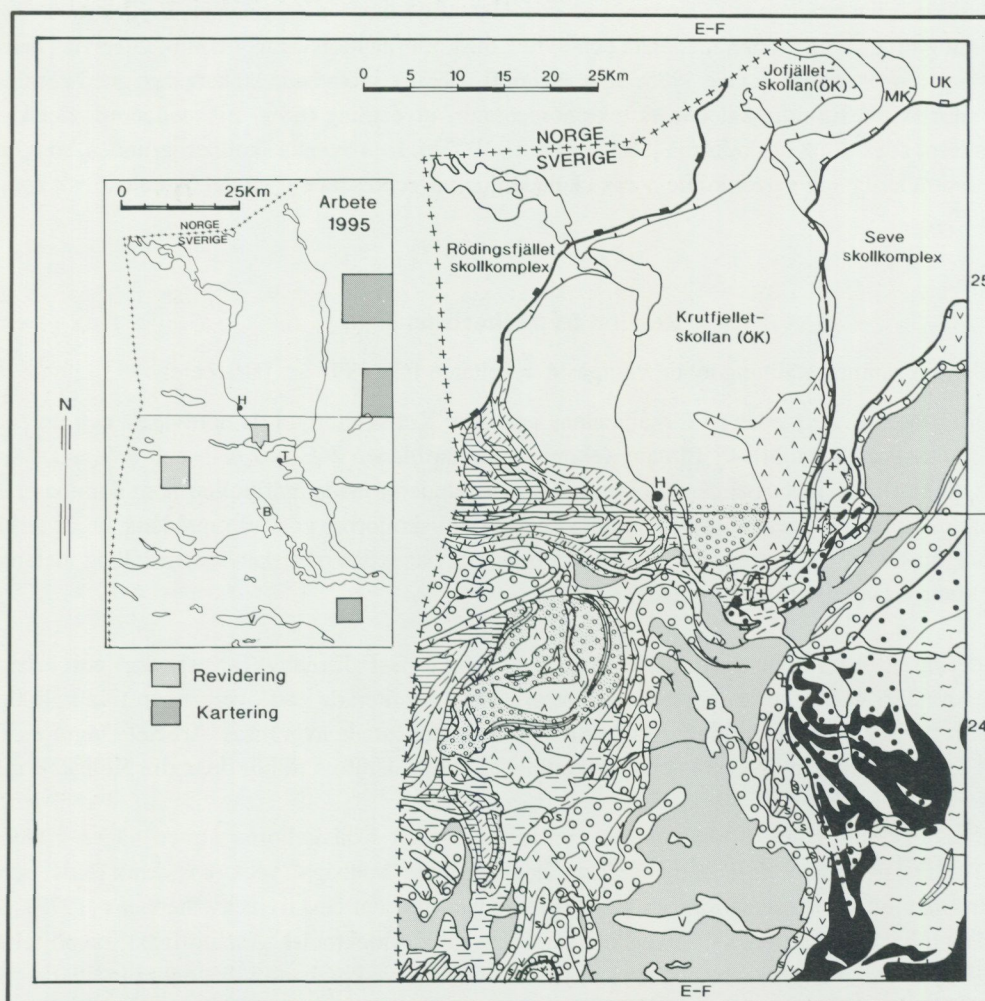 E-F
0 5 10 15 20 25Km
Jofjället-
skollan(ÖK)
MK
UK
NORGE
SVERIGE
0 25Km
Arbete
1995
NORGE
SVERIGE
Rödingsfjället
skollkomplex
Seve
skollkomplex
25
Krutfjellet-
skollan (ÖK)
N
H
T
B
V
H
T
Revidering
Kartering
B
24
S
S
S
S
S
V
E-F